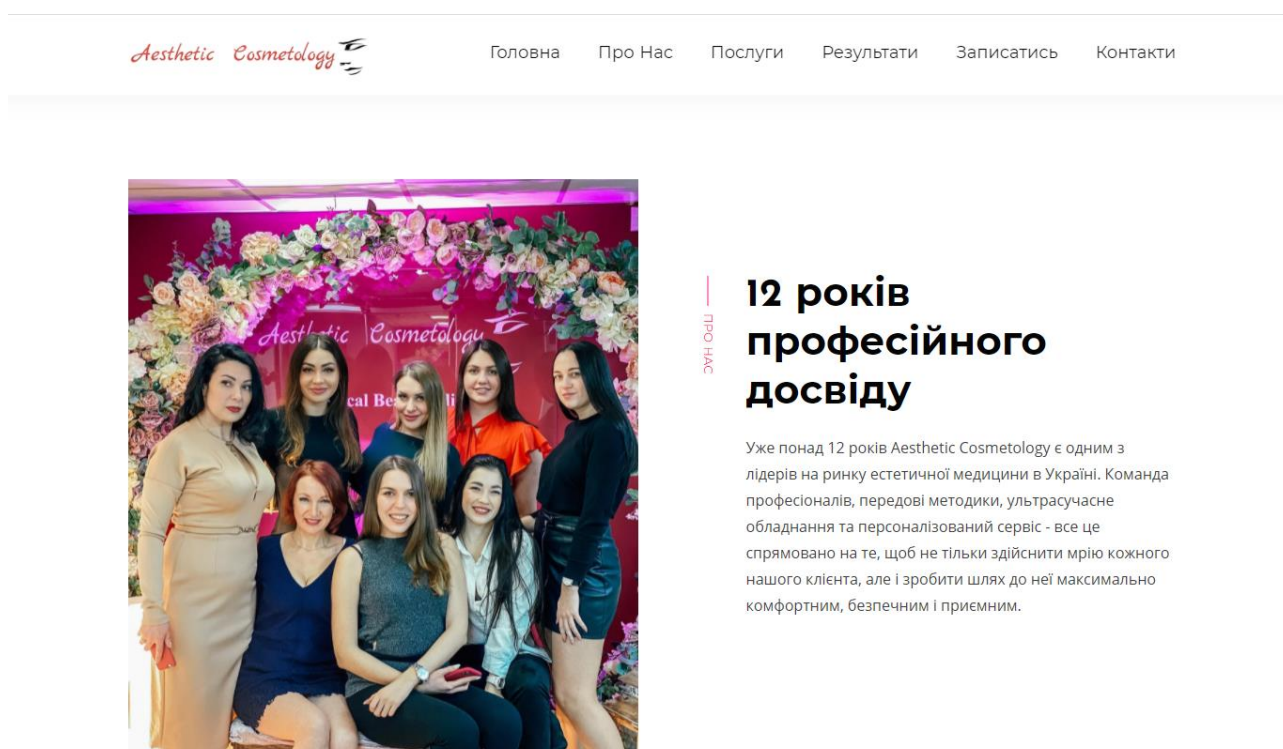 Aesthetic Cosmetology
Головна Про Нас Послуги Результати Записатись Контакти
Aesthetic Cosmetology
ПРО НАС
12 років
професійного
досвіду
Уже понад 12 років Aesthetic Cosmetology є одним з
лідерів на ринку естетичної медицини в Україні. Команда
професіоналів, передові методики, ультрасучасне
обладнання та персоналізований сервіс - все це
спрямовано на те, щоб не тільки здійснити мрію кожного
нашого клієнта, але і зробити шлях до неї максимально
комфортним, безпечним і приємним.